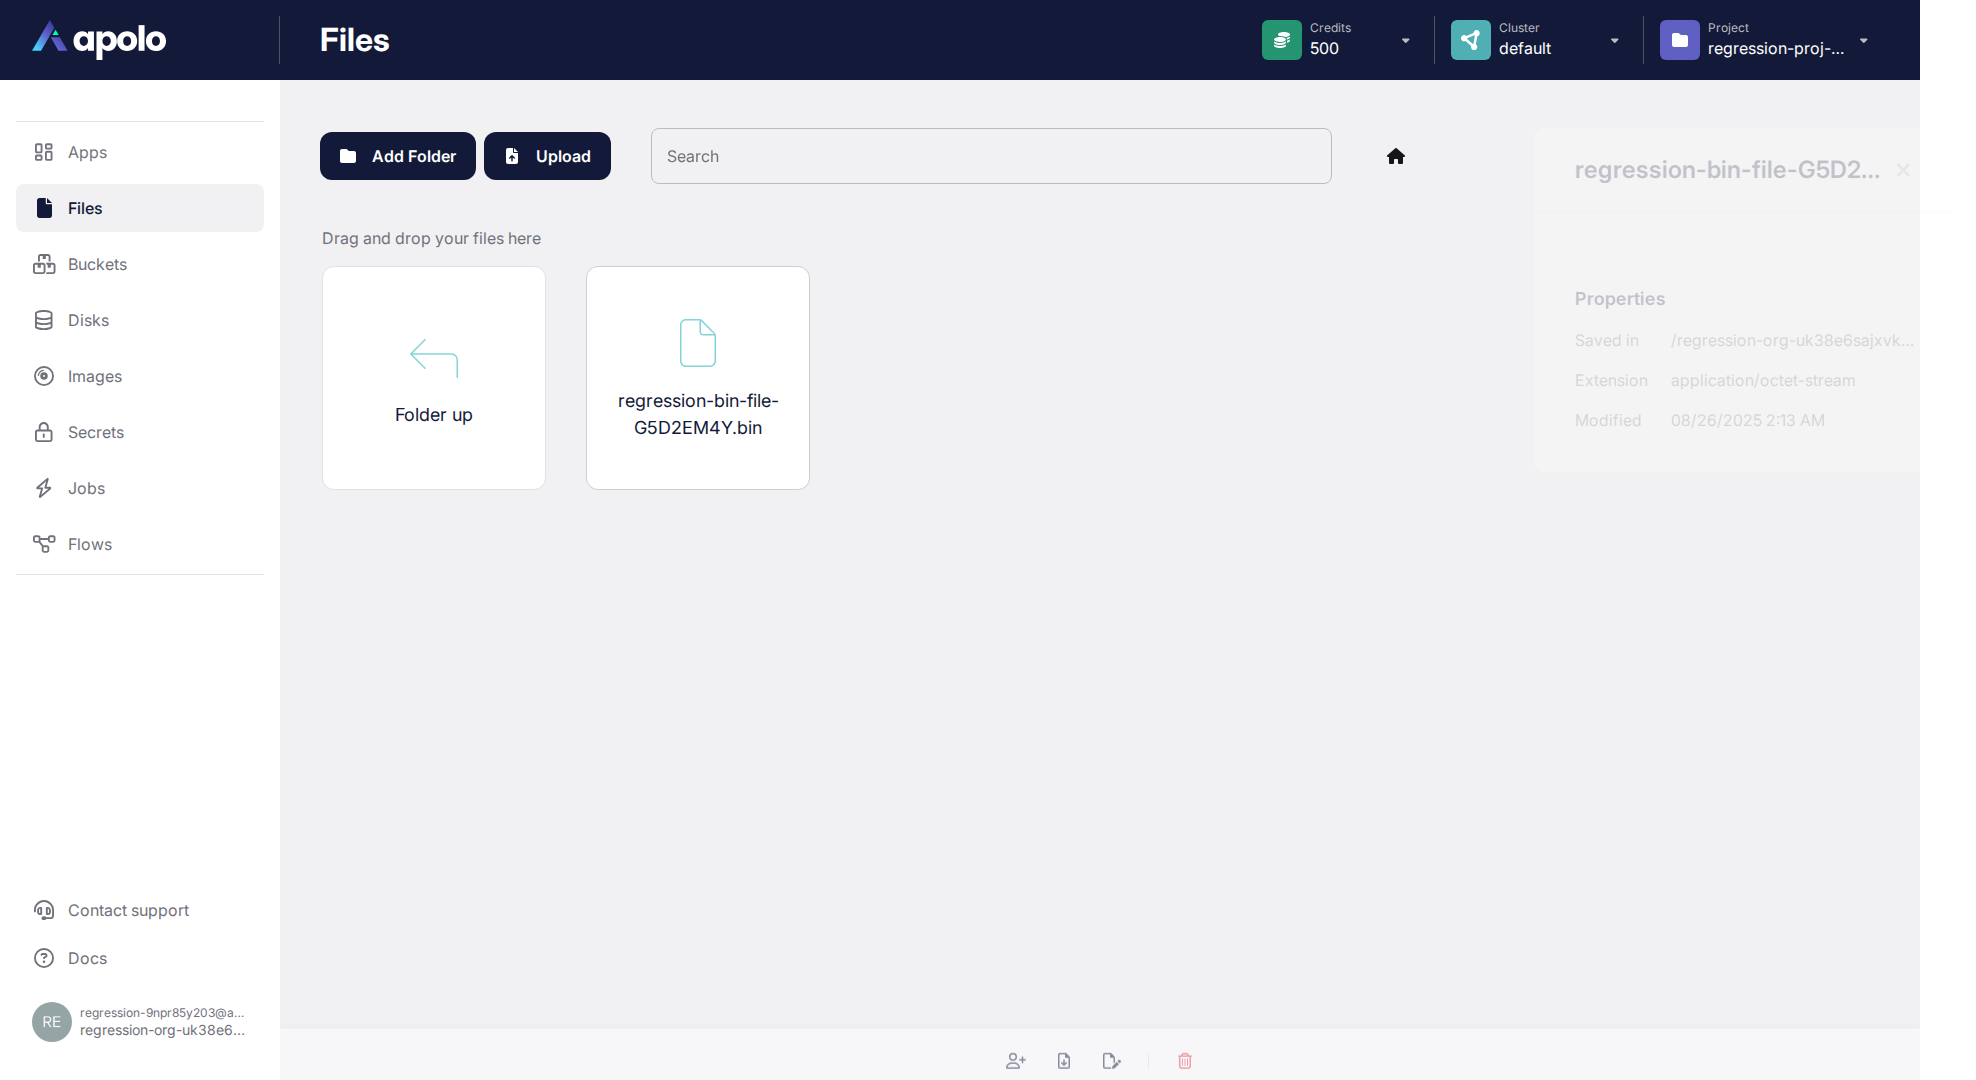 apolo
Files
Credits
500
Cluster
default
Project
regression-proj-...
Apps
Files
Buckets
Disks
Images
Secrets
Jobs
Flows
Contact support
Docs
RE
regression-9npr85y203@a...
regression-org-uk38e6...
Add Folder
Upload
Search
Drag and drop your files here
Folder up
regression-bin-file-
G5D2EM4Y.bin
regression-bin-file-G5D2...
Properties
Saved in /regression-org-uk38e6sajxvk...
Extension application/octet-stream
Modified 08/26/2025 2:13 AM